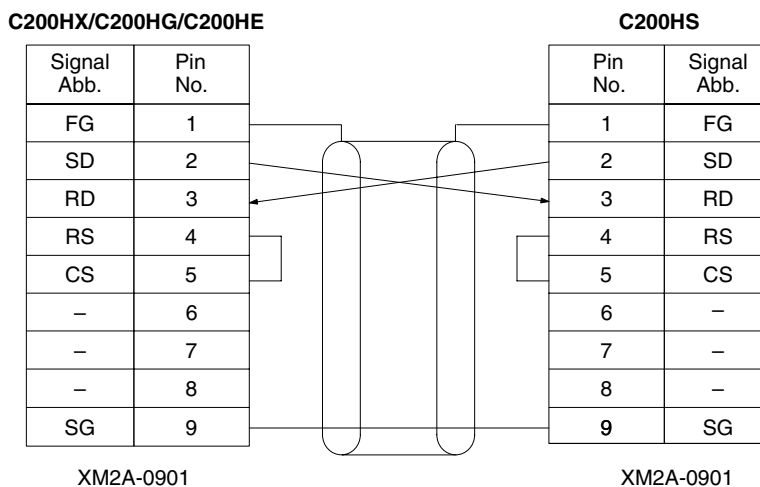 C200HX/C200HG/C200HE C200HS
Signal Abb. Pin No. Pin No. Signal Abb.
FG 1 1 FG
SD 2 2 SD
RD 3 3 RD
RS 4 4 RS
CS 5 5 CS
– 6 6 –
– 7 7 –
– 8 8 –
SG 9 9 SG
XM2A-0901 XM2A-0901